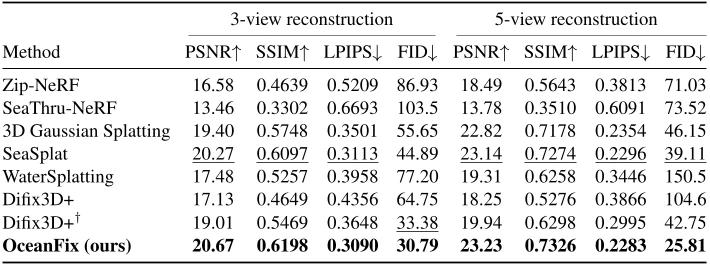 3-view reconstruction 5-view reconstruction
Method PSNR↑ SSIM↑ LPIPS↓ FID↓ PSNR↑ SSIM↑ LPIPS↓ FID↓
Zip-NeRF 16.58 0.4639 0.5209 86.93 18.49 0.5643 0.3813 71.03
SeaThru-NeRF 13.46 0.3302 0.6693 103.5 13.78 0.3510 0.6091 73.52
3D Gaussian Splatting 19.40 0.5748 0.3501 55.65 22.82 0.7178 0.2354 46.15
SeaSplat 20.27 0.6097 0.3113 44.89 23.14 0.7274 0.2296 39.11
WaterSplatting 17.48 0.5257 0.3958 77.20 19.31 0.6258 0.3446 150.5
Difix3D+ 17.13 0.4649 0.4356 64.75 18.25 0.5276 0.3866 104.6
Difix3D+† 19.01 0.5469 0.3648 33.38 19.94 0.6298 0.2995 42.75
OceanFix (ours) 20.67 0.6198 0.3090 30.79 23.23 0.7326 0.2283 25.81